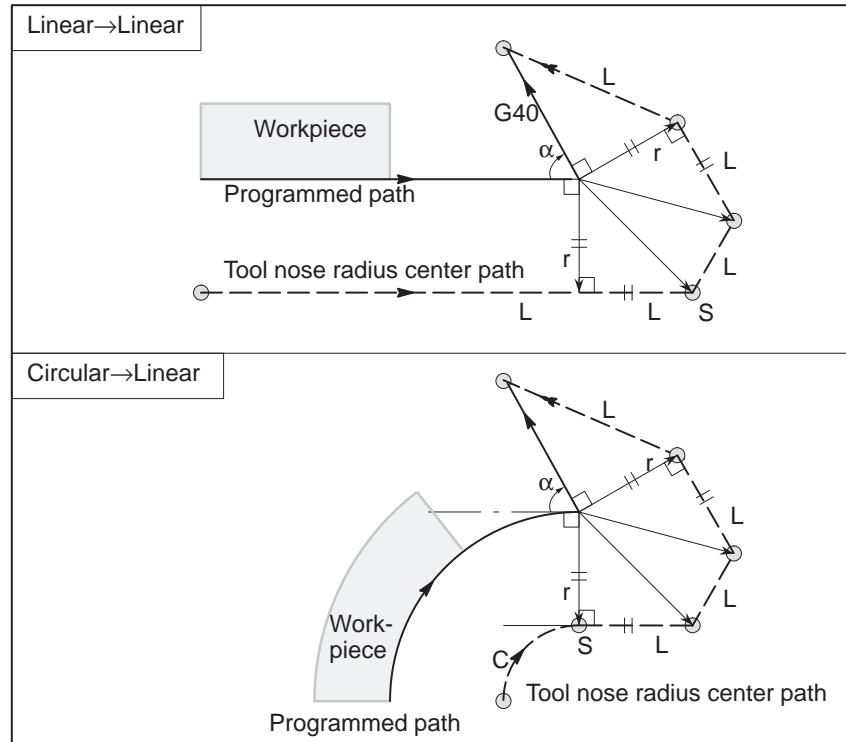 Linear→Linear
L
G40
Workpiece
α
r
L
Programmed path
r
L
Tool nose radius center path
L
L
S
Circular→Linear
L
α
r
L
r
L
Work-
piece
S
L
C
Tool nose radius center path
Programmed path